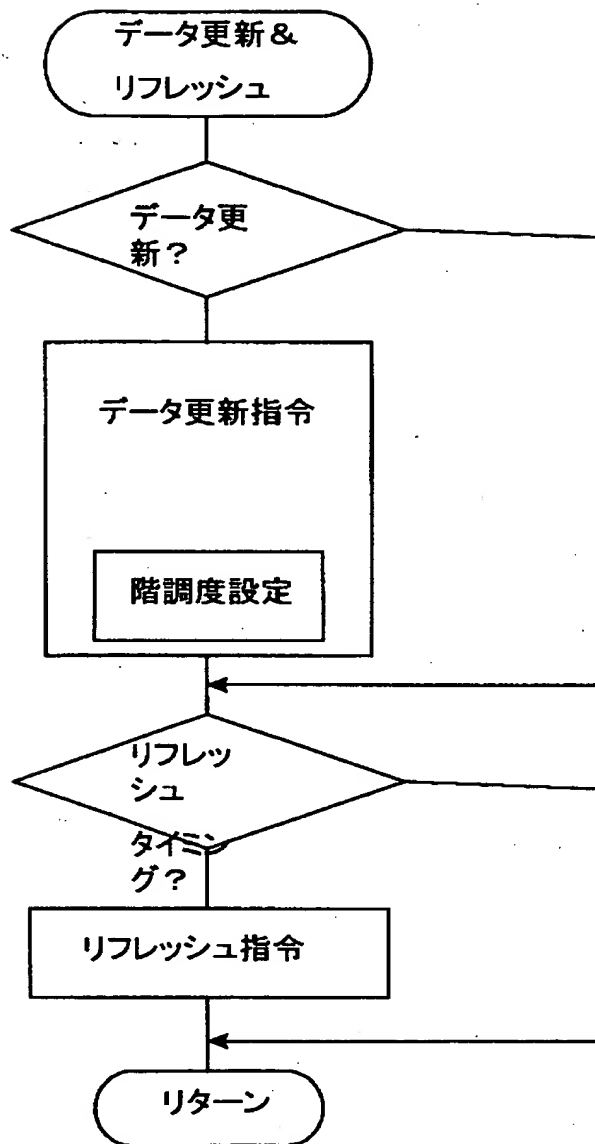 データ更新&
リフレッシュ
データ更
新?
データ更新指令
階調度設定
リフレッ
シュ
タイミン
グ?
リフレッシュ指令
リターン